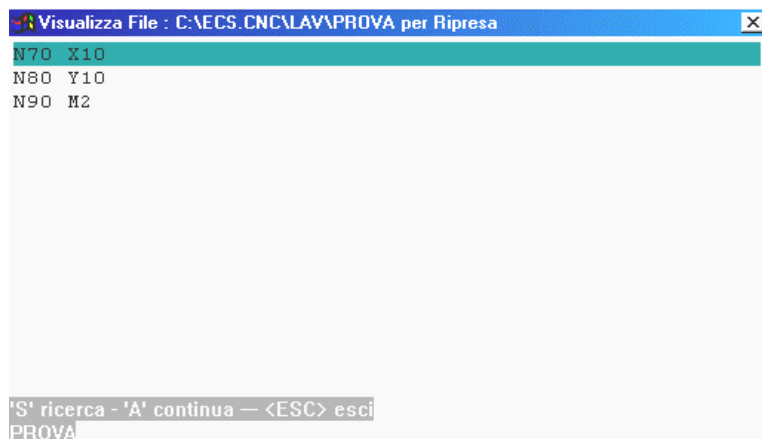 Visualizza File : C:\ECS.CNC\LAV\PROVA per Ripresa
N70 X10
N80 Y10
N90 M2
'S' ricerca - 'A' continua — <ESC> esci
PROVA